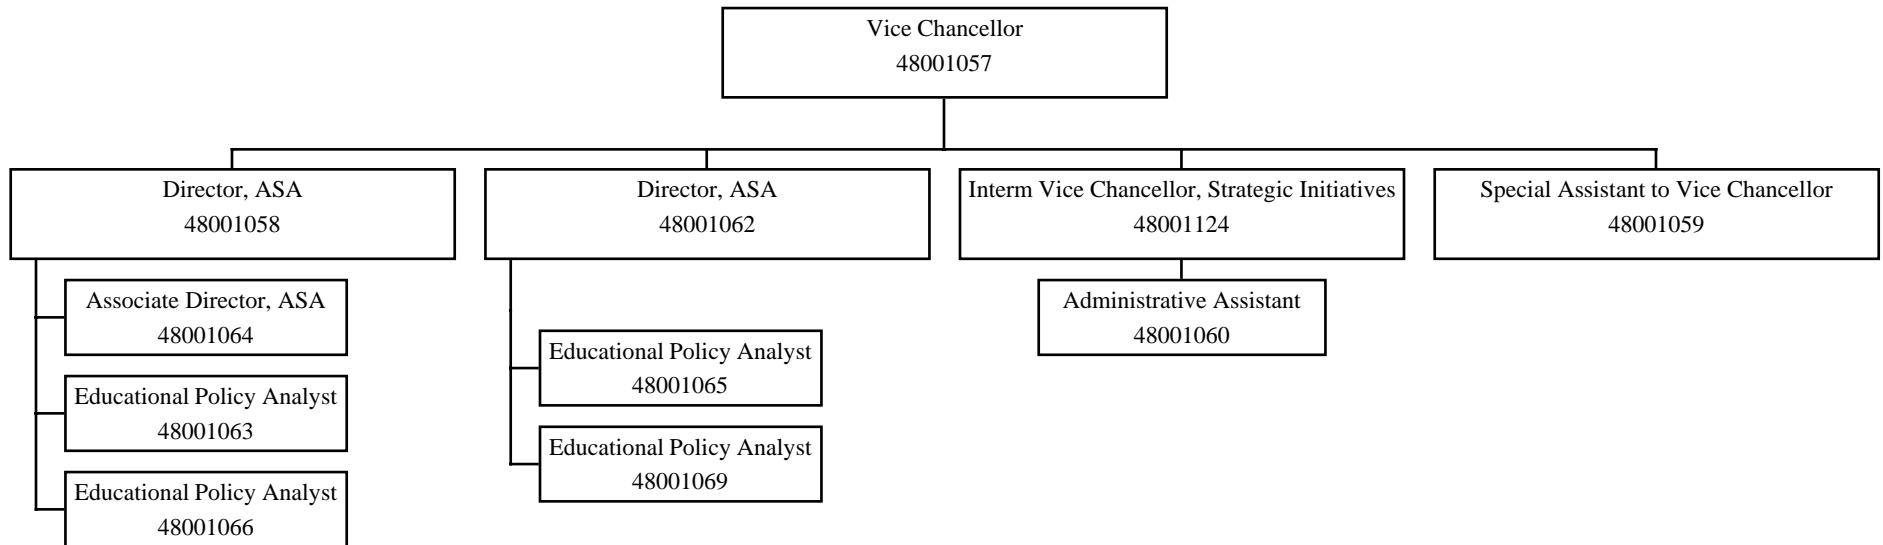 Vice Chancellor
48001057
Director, ASA
48001058
Director, ASA
48001062
Interm Vice Chancellor, Strategic Initiatives
48001124
Special Assistant to Vice Chancellor
48001059
Associate Director, ASA
48001064
Educational Policy Analyst
48001063
Educational Policy Analyst
48001066
Educational Policy Analyst
48001065
Educational Policy Analyst
48001069
Administrative Assistant
48001060